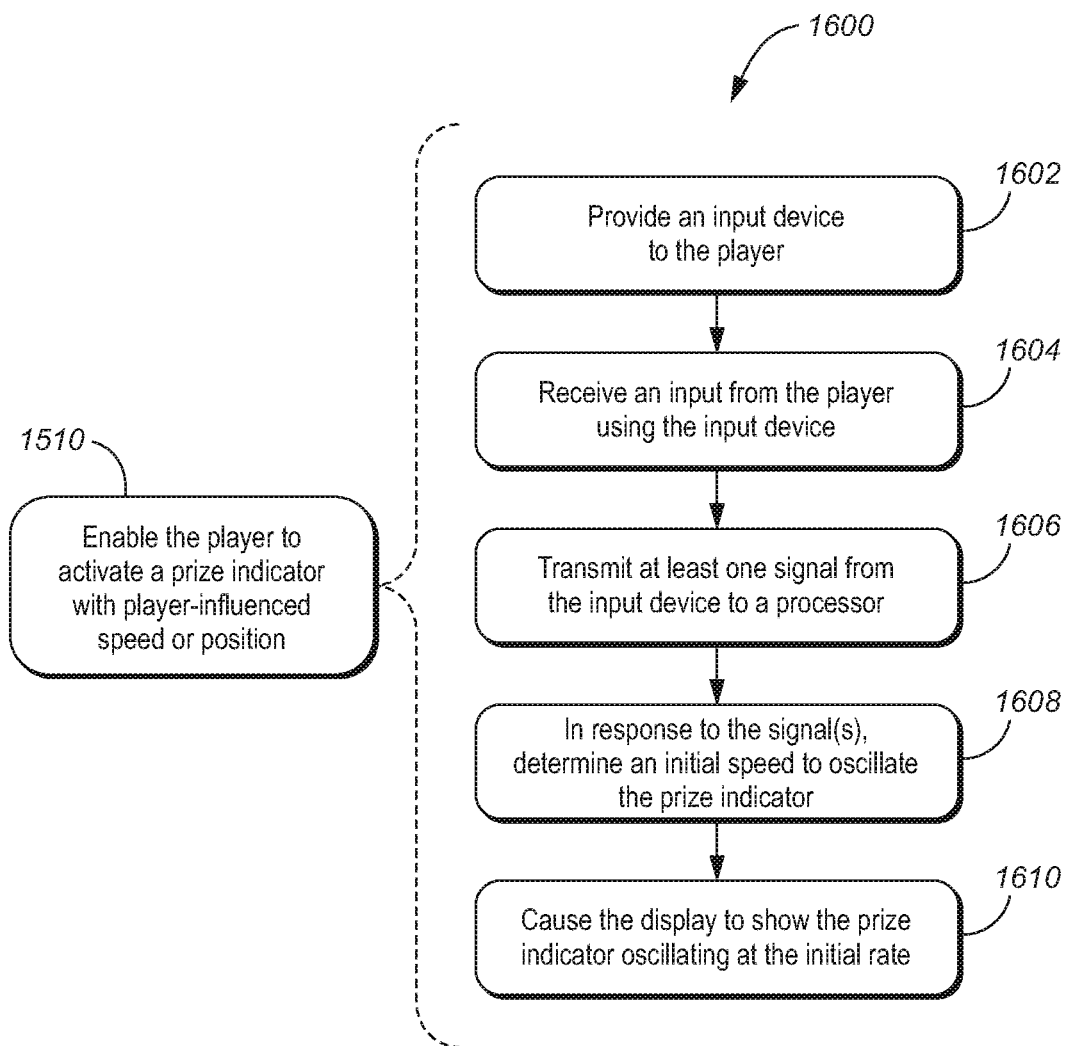 1600
1602
Provide an input device
to the player
1604
Receive an input from the player
using the input device
1510
Enable the player to
activate a prize indicator
with player-influenced
speed or position
1606
Transmit at least one signal from
the input device to a processor
1608
In response to the signal(s),
determine an initial speed to oscillate
the prize indicator
1610
Cause the display to show the prize
indicator oscillating at the initial rate